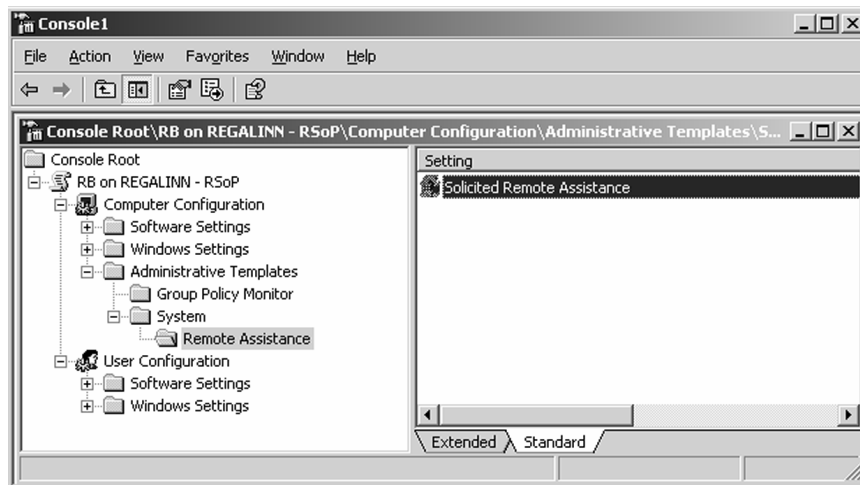 Console1
File Action View Favorites Window Help
Console Root\RB on REGALINN - RSoP\Computer Configuration\Administrative Templates\S...
Console Root
RB on REGALINN - RSoP
Computer Configuration
Software Settings
Windows Settings
Administrative Templates
Group Policy Monitor
System
Remote Assistance
User Configuration
Software Settings
Windows Settings
Setting
Solicited Remote Assistance
Extended Standard